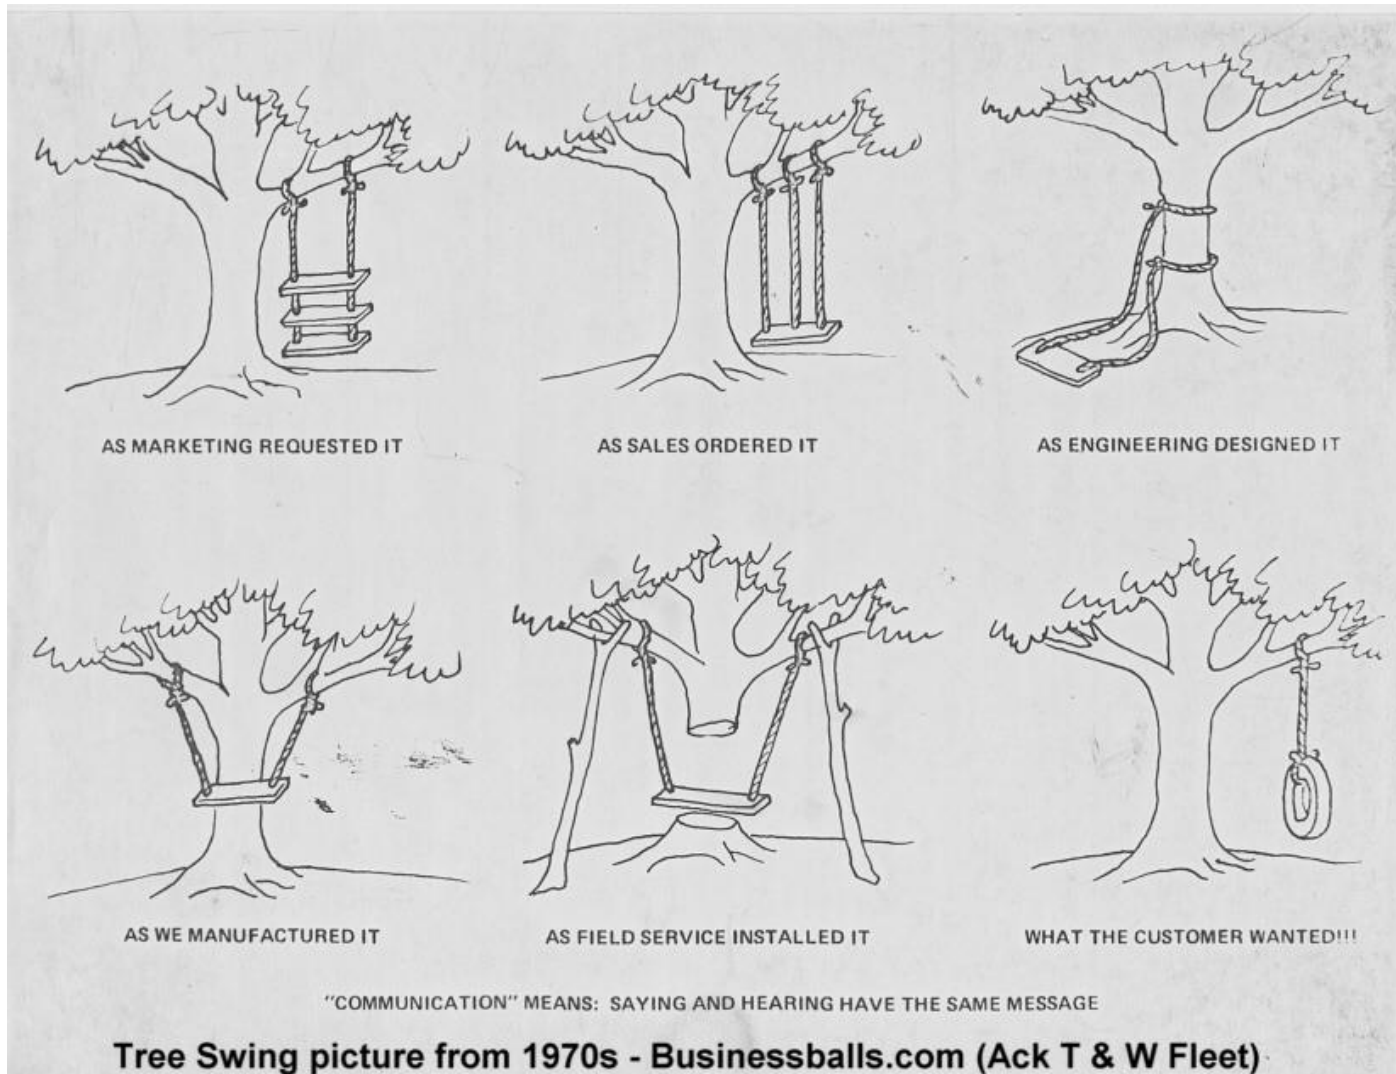 AS MARKETING REQUESTED IT
AS SALES ORDERED IT
AS ENGINEERING DESIGNED IT
AS WE MANUFACTURED IT
AS FIELD SERVICE INSTALLED IT
WHAT THE CUSTOMER WANTED!!!
"COMMUNICATION" MEANS: SAYING AND HEARING HAVE THE SAME MESSAGE
Tree Swing picture from 1970s - Businessballs.com (Ack T & W Fleet)